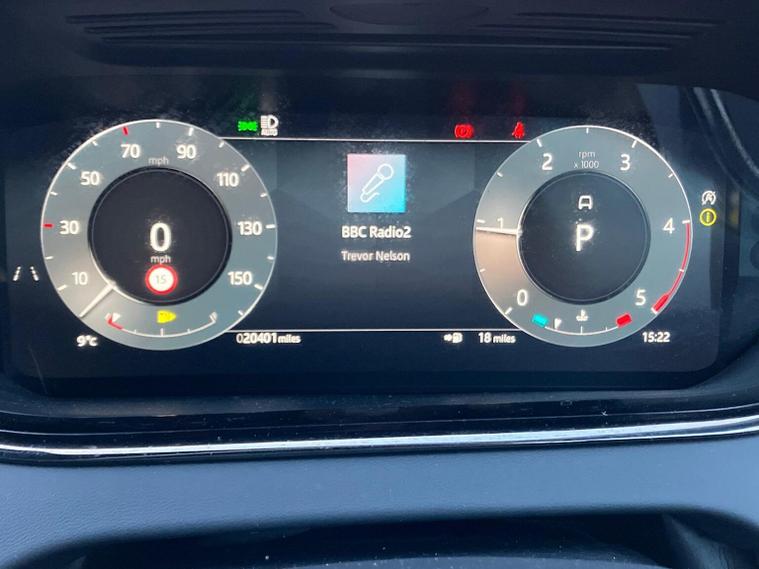 AUTO
70
mph
90
50
110
30
130
10
150
0
mph
15
BBC Radio2
Trevor Nelson
rpm
x 1000
2
3
1
4
0
5
P
9°c
020401 miles
18 miles
15:22